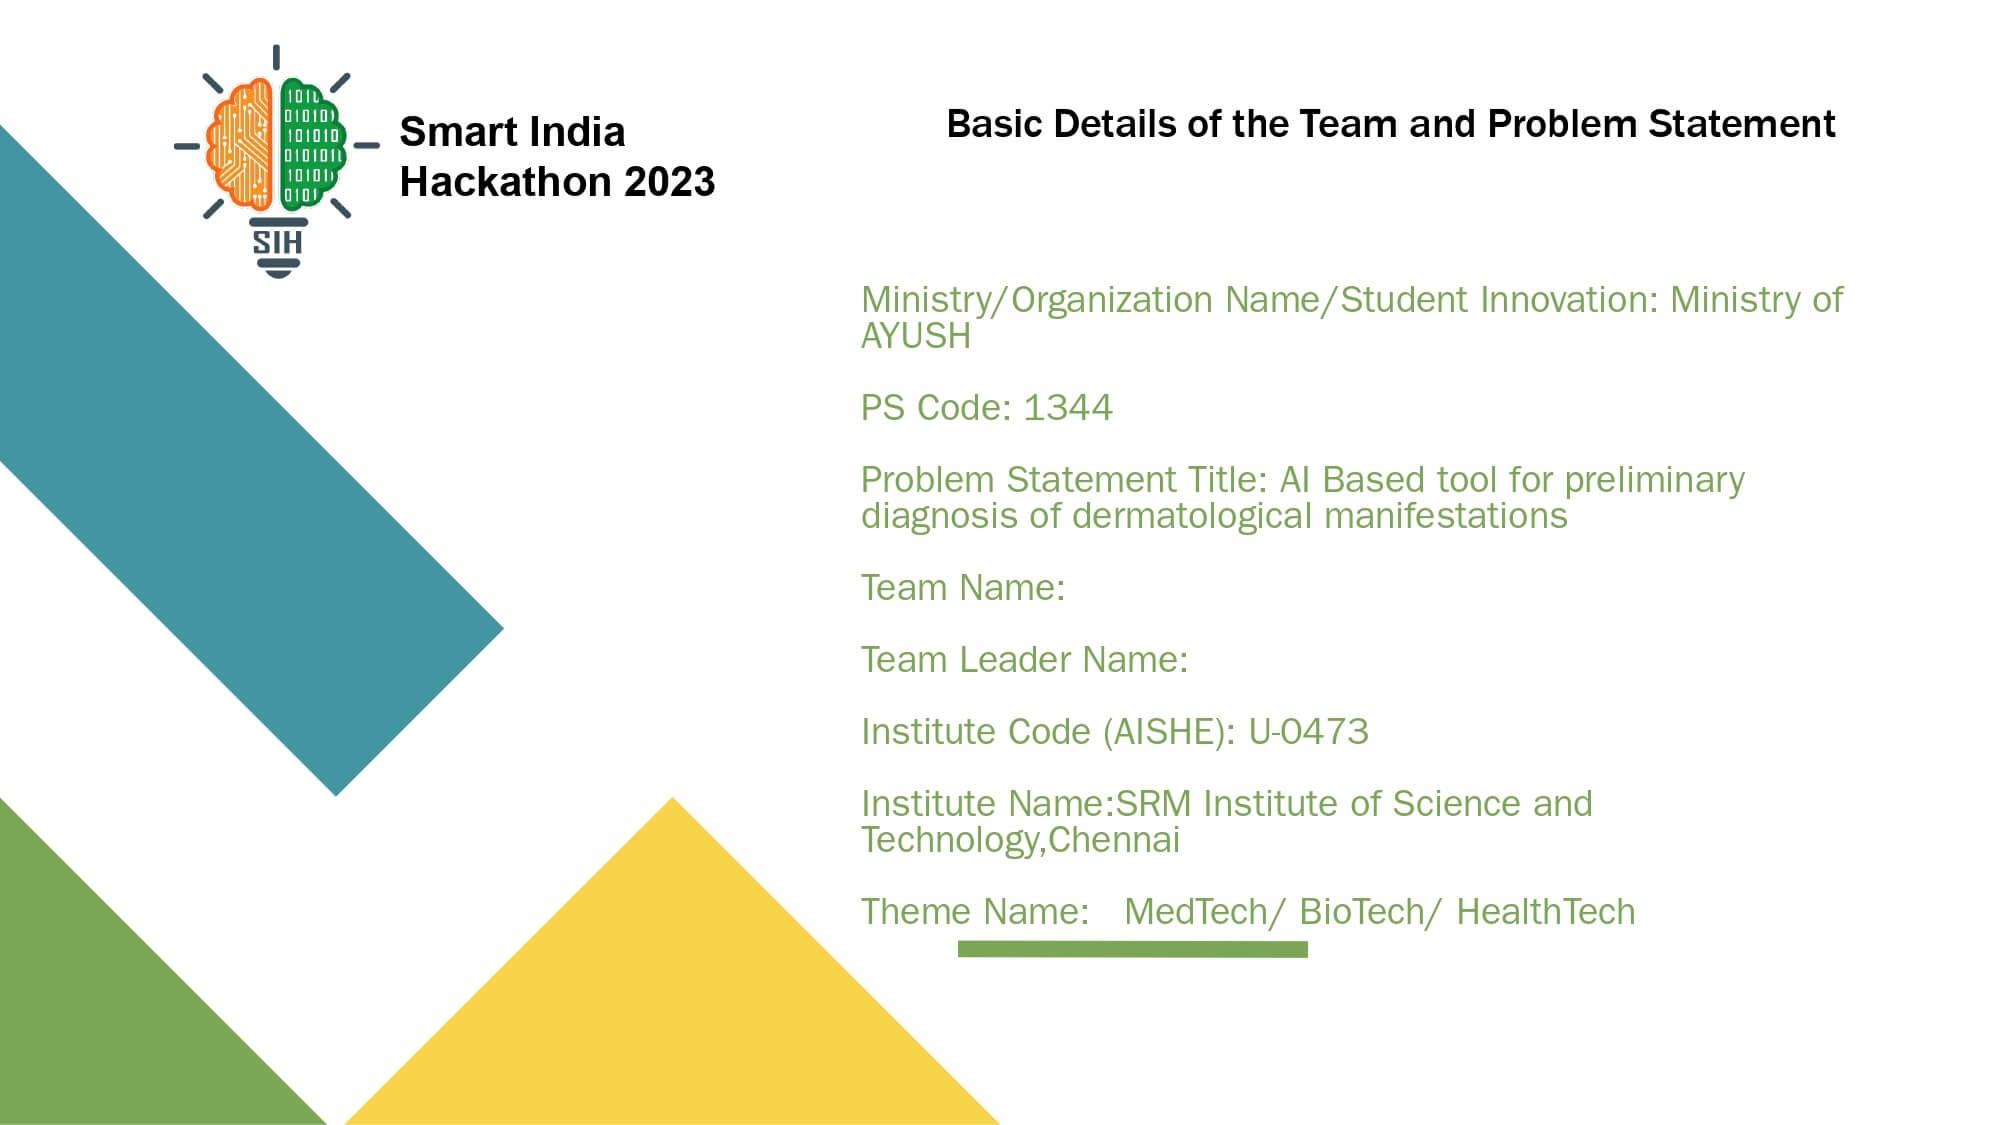 Smart India
Hackathon 2023
SIH
Basic Details of the Team and Problem Statement
Ministry/Organization Name/Student Innovation: Ministry of
AYUSH
PS Code: 1344
Problem Statement Title: AI Based tool for preliminary
diagnosis of dermatological manifestations
Team Name:
Team Leader Name:
Institute Code (AISHE): U-0473
Institute Name:SRM Institute of Science and
Technology,Chennai
Theme Name:   MedTech/ BioTech/ HealthTech